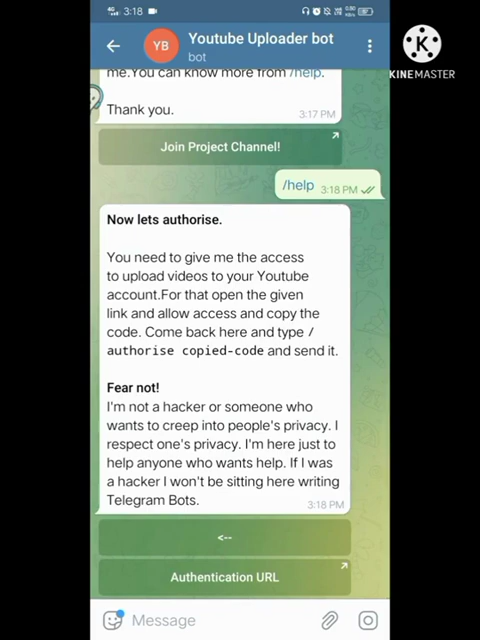 4G 3:18
YB
Youtube Uploader bot
bot
K
KINEMASTER
me.You can know more from /help.
Thank you.
3:17 PM
Join Project Channel!
/help 3:18 PM
Now lets authorise.
You need to give me the access
to upload videos to your Youtube
account.For that open the given
link and allow access and copy the
code. Come back here and type /
authorise copied-code and send it.
Fear not!
I'm not a hacker or someone who
wants to creep into people's privacy. I
respect one's privacy. I'm here just to
help anyone who wants help. If I was
a hacker I won't be sitting here writing
Telegram Bots.
3:18 PM
<--
Authentication URL
Message